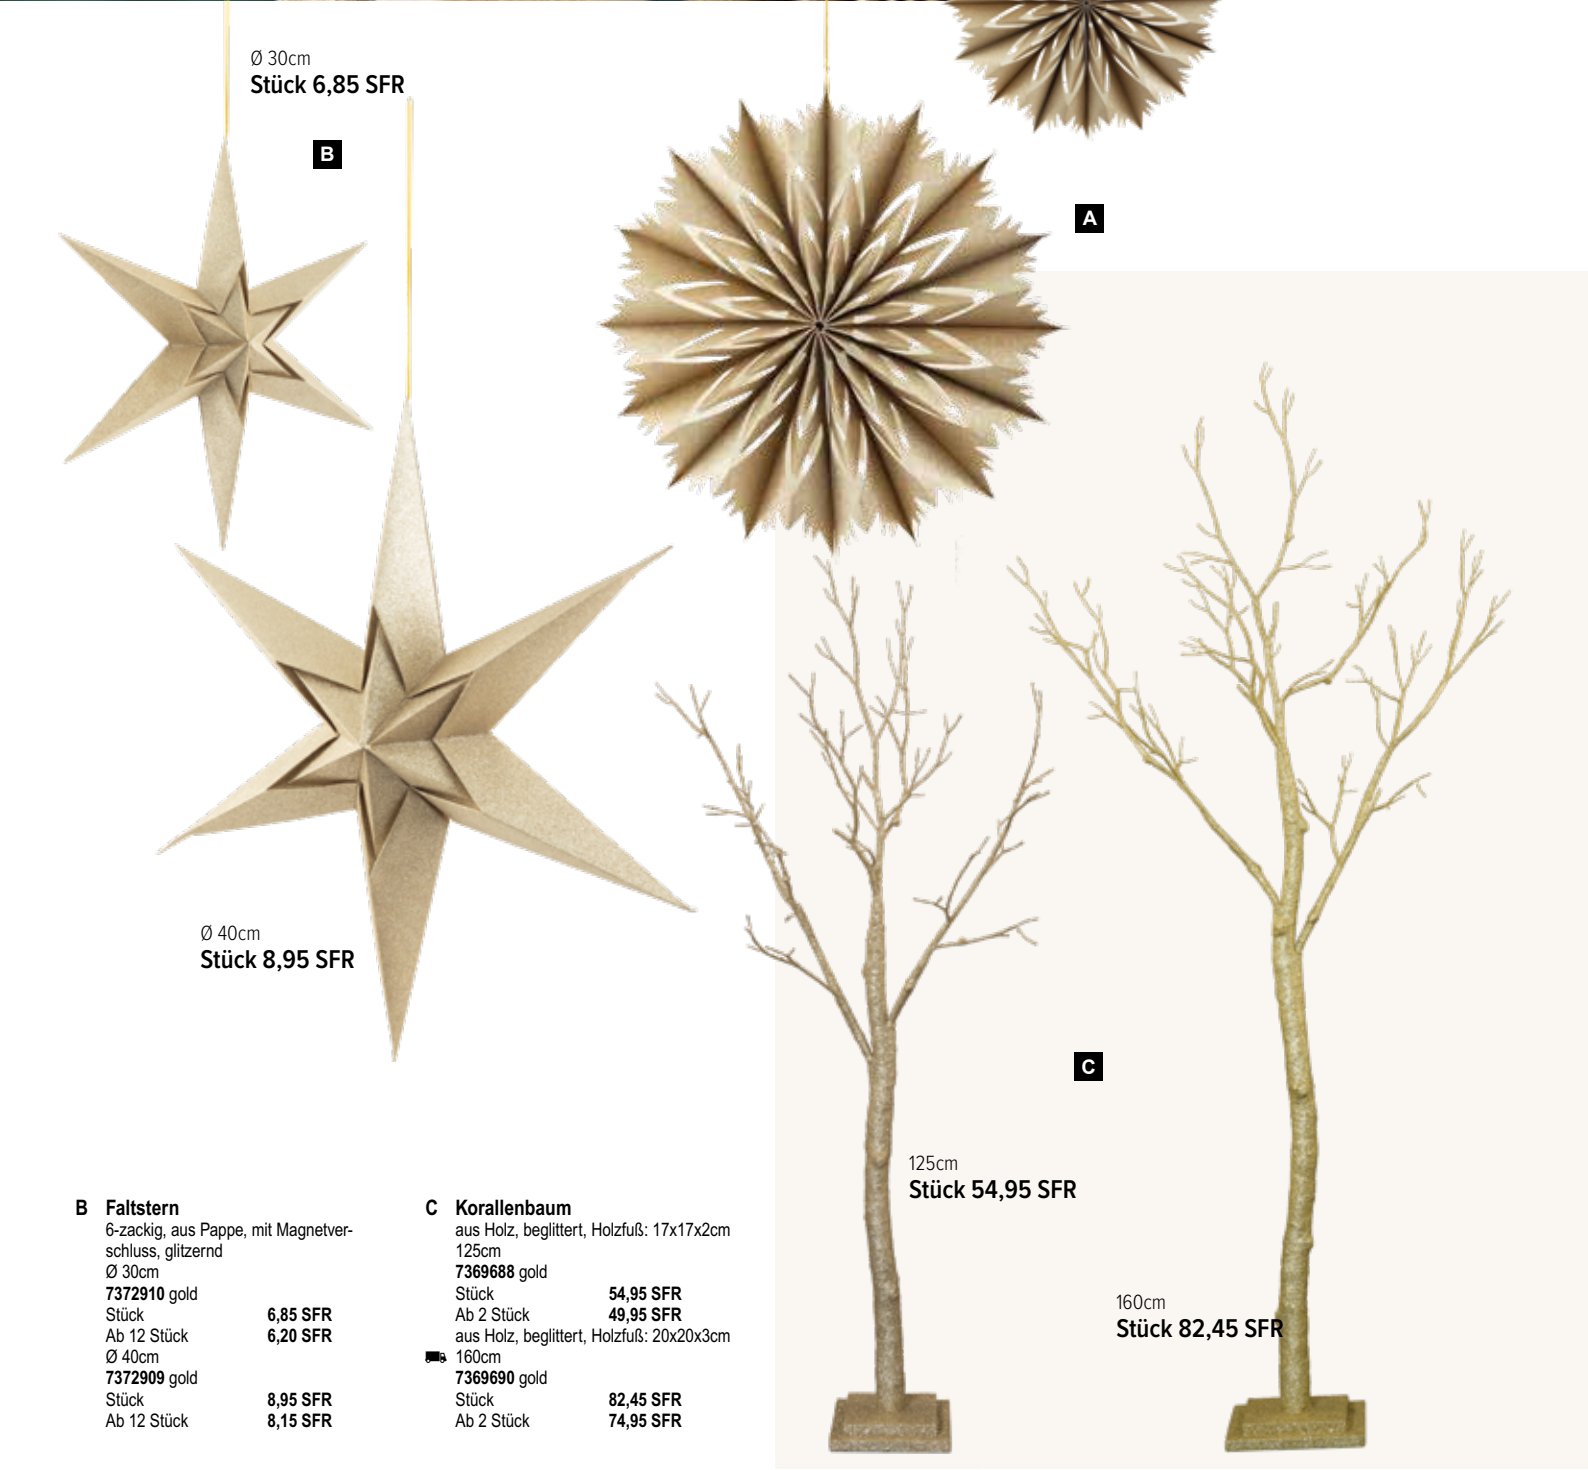 Ø 30cm
Stück 6,85 SFR
B
A
Ø 40cm
Stück 8,95 SFR
C
125cm
Stück 54,95 SFR
160cm
Stück 82,45 SFR
B Faltstern
6-zackig, aus Pappe, mit Magnetver-
schluss, glitzernd
Ø 30cm
7372910 gold
Stück 6,85 SFR
Ab 12 Stück 6,20 SFR
Ø 40cm
7372909 gold
Stück 8,95 SFR
Ab 12 Stück 8,15 SFR
C Korallenbaum
aus Holz, beglittert, Holzfuß: 17x17x2cm
125cm
7369688 gold
Stück 54,95 SFR
Ab 2 Stück 49,95 SFR
aus Holz, beglittert, Holzfuß: 20x20x3cm
160cm
7369690 gold
Stück 82,45 SFR
Ab 2 Stück 74,95 SFR